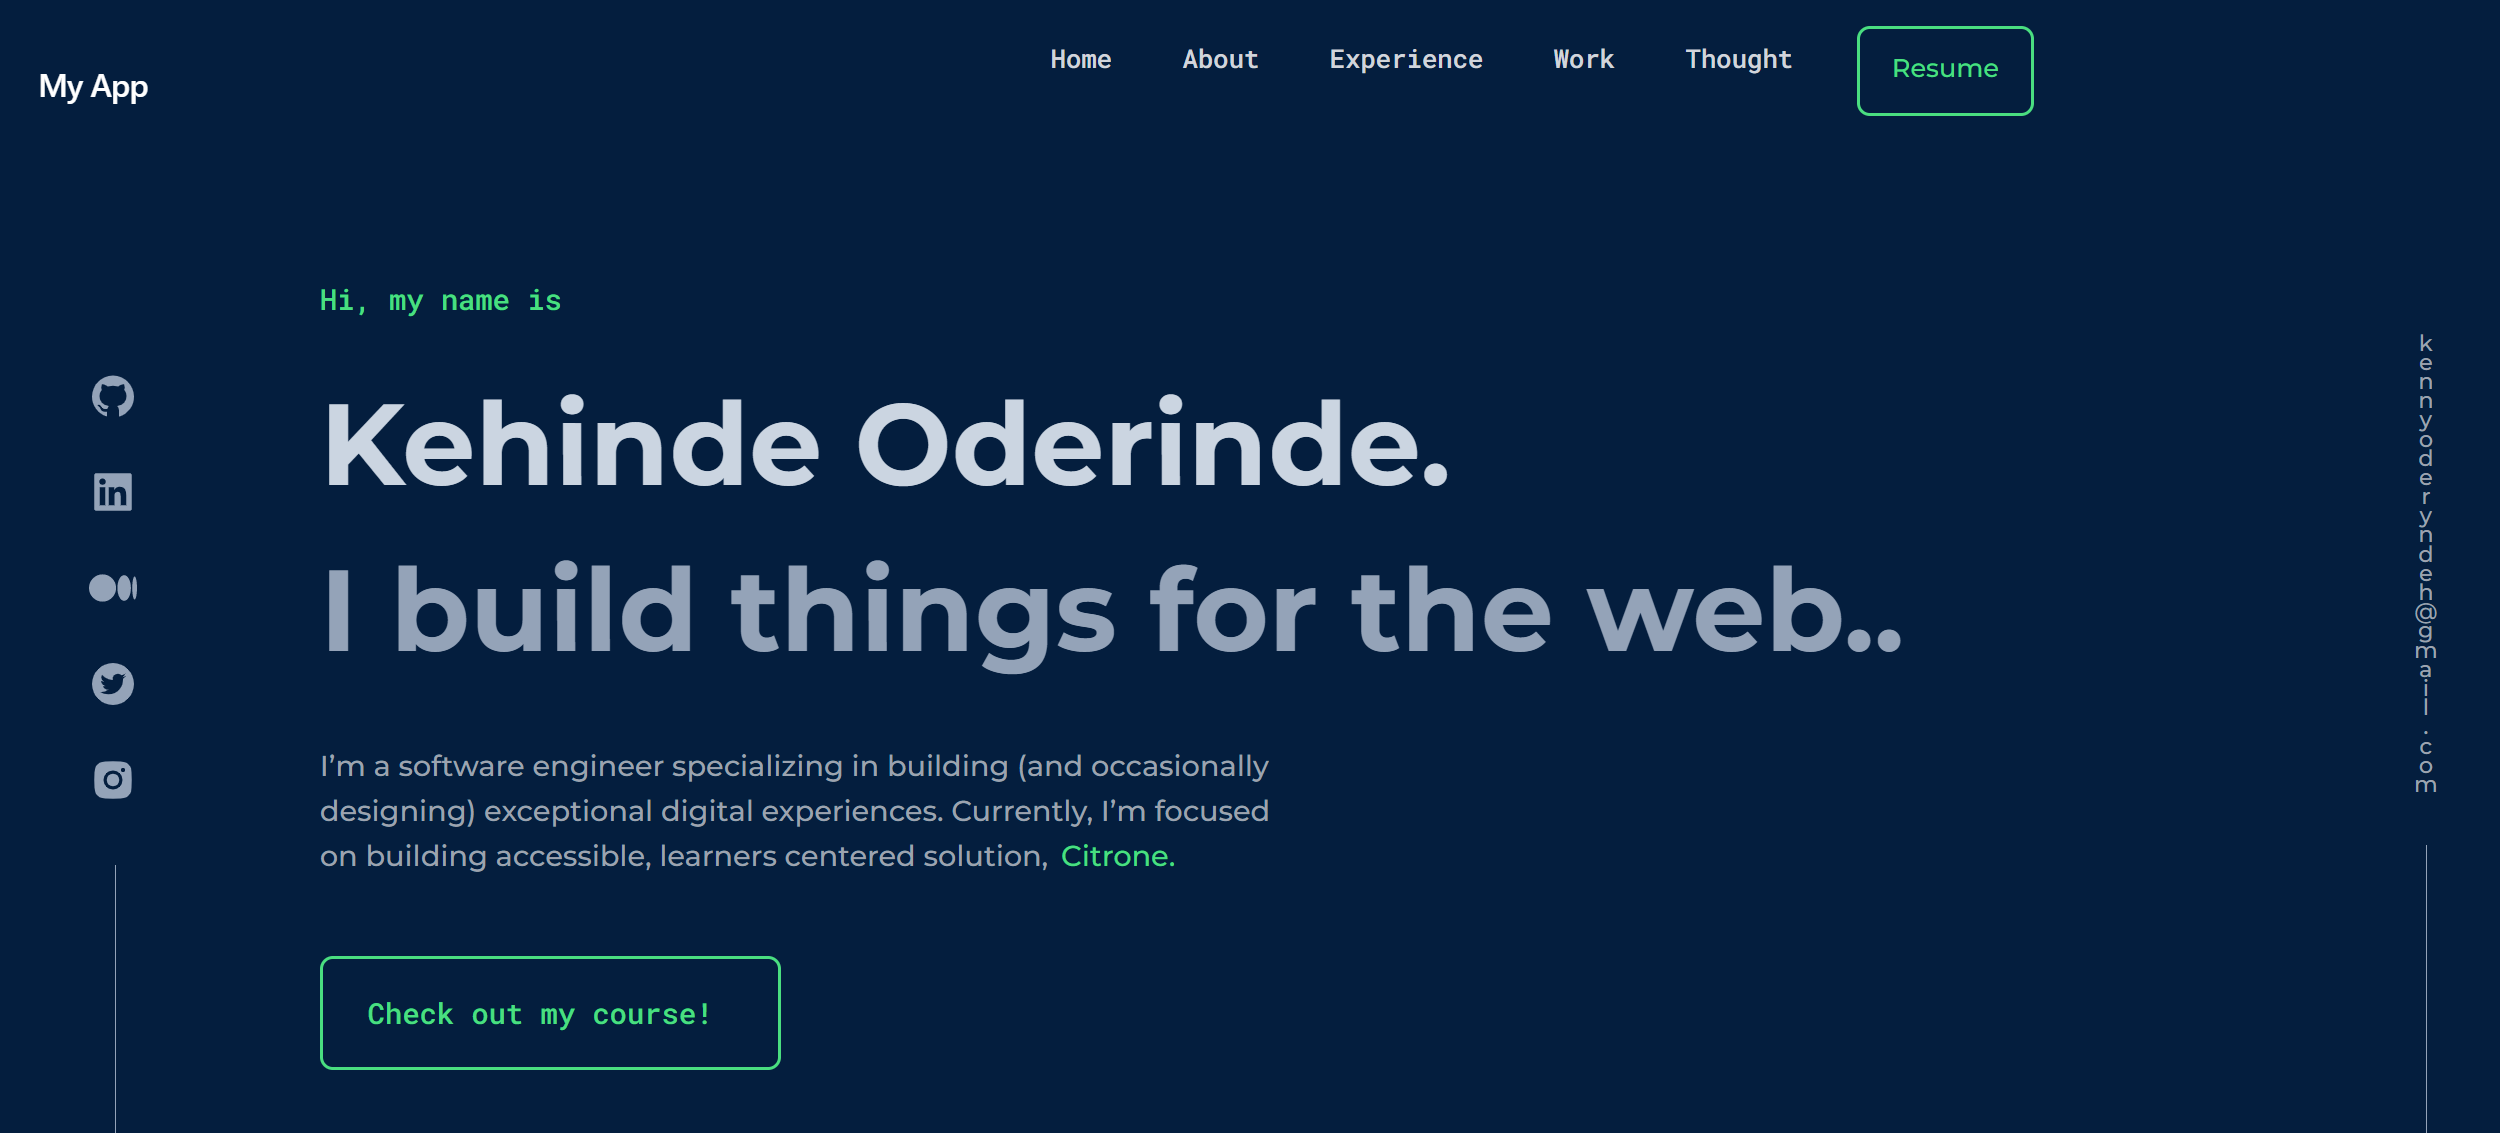 My App
Home
About
Experience
Work
Thought
Resume
Hi, my name is
Kehinde Oderinde.
I build things for the web..
I’m a software engineer specializing in building (and occasionally
designing) exceptional digital experiences. Currently, I’m focused
on building accessible, learners centered solution, Citrone.
Check out my course!
kennyoderyndeh@gmail.com